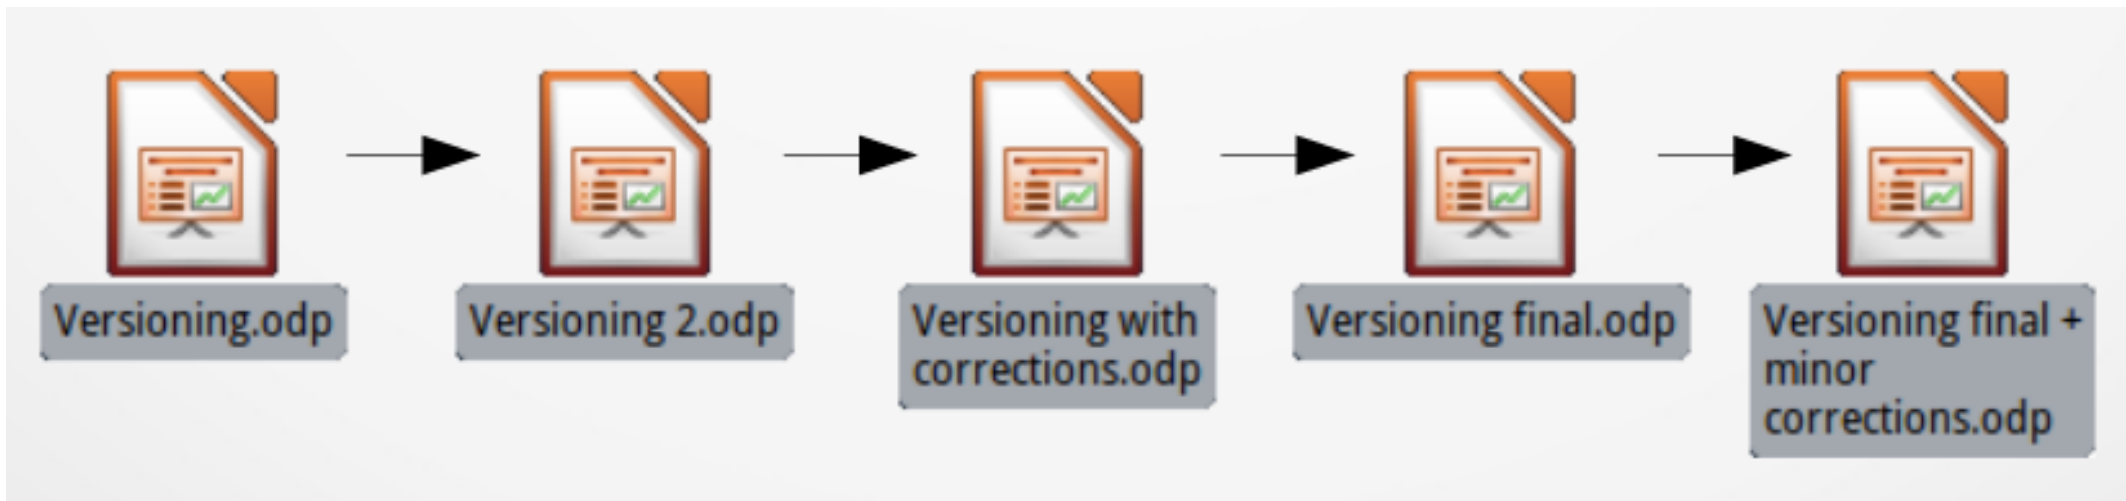 Versioning.odp
Versioning 2.odp
Versioning with
corrections.odp
Versioning final.odp
Versioning final +
minor
corrections.odp